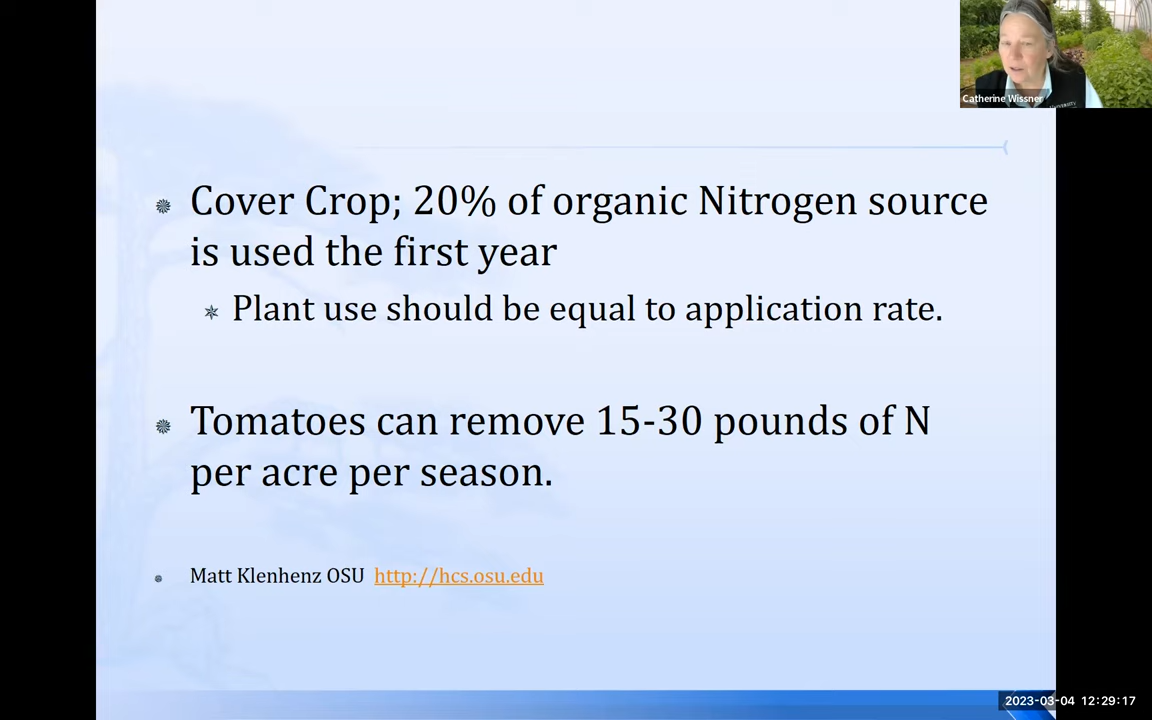 Catherine Wissner
Cover Crop; 20% of organic Nitrogen source
is used the first year
Plant use should be equal to application rate.
Tomatoes can remove 15-30 pounds of N
per acre per season.
Matt Klenhenz OSU http://hcs.osu.edu
2023-03-04 12:29:17